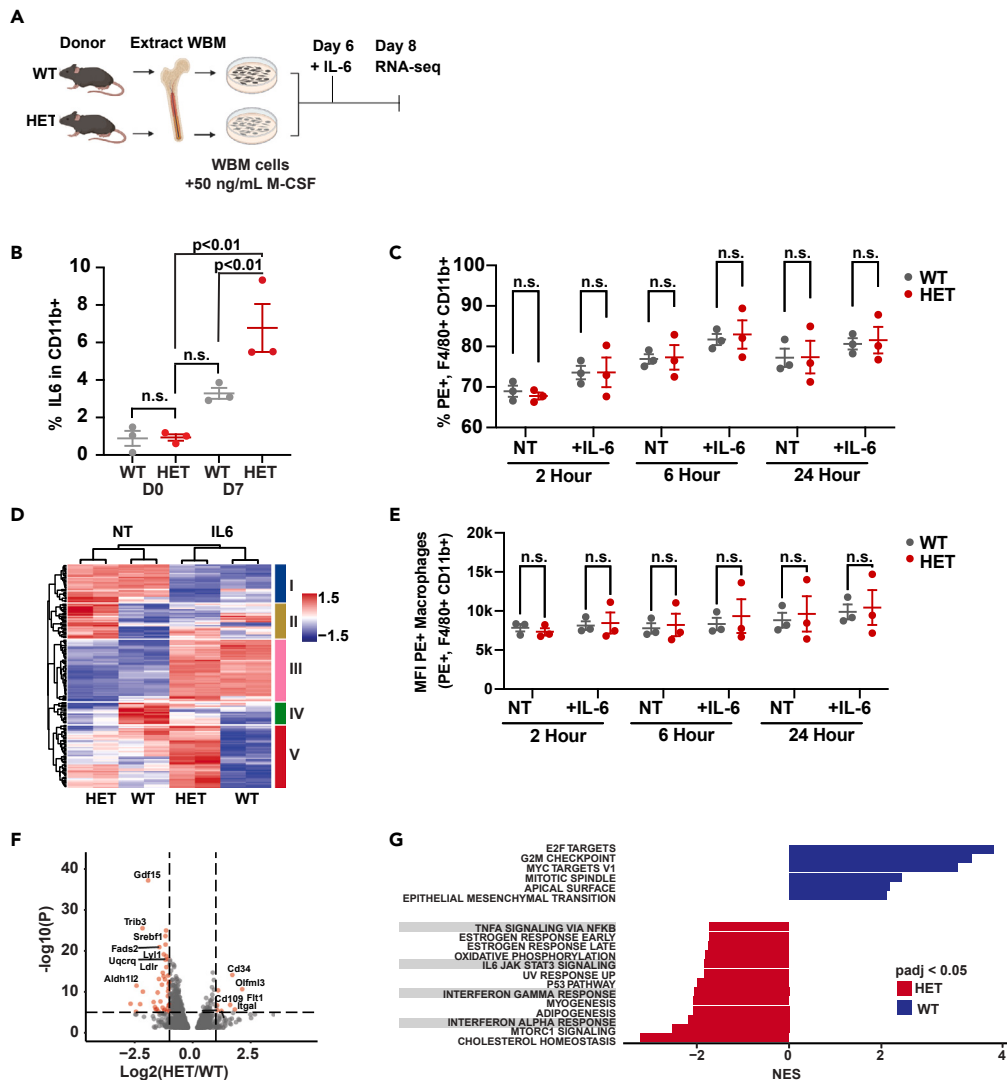 A
Donor
Extract WBM
WT
HET
Day 6
+ IL-6
Day 8
RNA-seq
WBM cells
+50 ng/mL M-CSF
B
% IL6 in CD11b+
10
8
6
4
2
0
n.s.
n.s.
p<0.01
p<0.01
WT HET WT HET
D0 D7
C
% PE+, F4/80+ CD11b+
100
90
80
70
60
n.s. n.s. n.s. n.s. n.s. n.s.
WT
HET
NT +IL-6 NT +IL-6 NT +IL-6
2 Hour 6 Hour 24 Hour
D
NT IL6
I
II
III
IV
V
1.5
−1.5
HET WT HET WT
E
MFI PE+ Macrophages
(PE+, F4/80+ CD11b+)
20k
15k
10k
5k
0
n.s. n.s. n.s. n.s. n.s. n.s.
WT
HET
NT +IL-6 NT +IL-6 NT +IL-6
2 Hour 6 Hour 24 Hour
F
-log10(P)
40
30
20
10
0
Gdf15
Trib3
Srebf1
Fads2
Lyl1
Uqcrq
Ldlr
Aldh1l2
Cd34
Olfml3
Cd109
Flt1
Itgal
−2.5 0.0 2.5
Log2(HET/WT)
G
E2F TARGETS
G2M CHECKPOINT
MYC TARGETS V1
MITOTIC SPINDLE
APICAL SURFACE
EPITHELIAL MESENCHYMAL TRANSITION
TNFA SIGNALING VIA NFKB
ESTROGEN RESPONSE EARLY
ESTROGEN RESPONSE LATE
OXIDATIVE PHOSPHORYLATION
IL6 JAK STAT3 SIGNALING
UV RESPONSE UP
P53 PATHWAY
INTERFERON GAMMA RESPONSE
MYOGENESIS
ADIPOGENESIS
INTERFERON ALPHA RESPONSE
MTORC1 SIGNALING
CHOLESTEROL HOMEOSTASIS
padj < 0.05
HET
WT
−2 0 2 4
NES